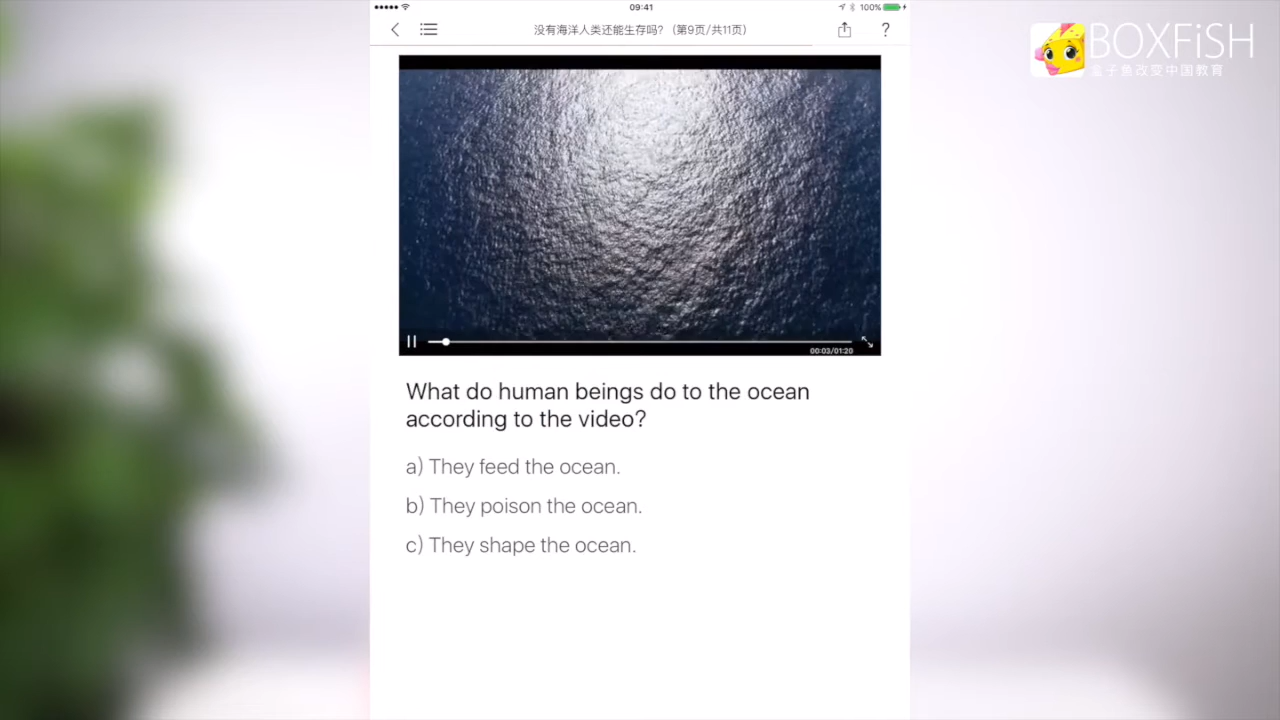 09:41
100%
没有海洋人类还能生存吗？（第9页/共11页）
?
BOXFiSH
盒子鱼改变中国教育
00:03/01:20
What do human beings do to the ocean
according to the video?
a) They feed the ocean.
b) They poison the ocean.
c) They shape the ocean.